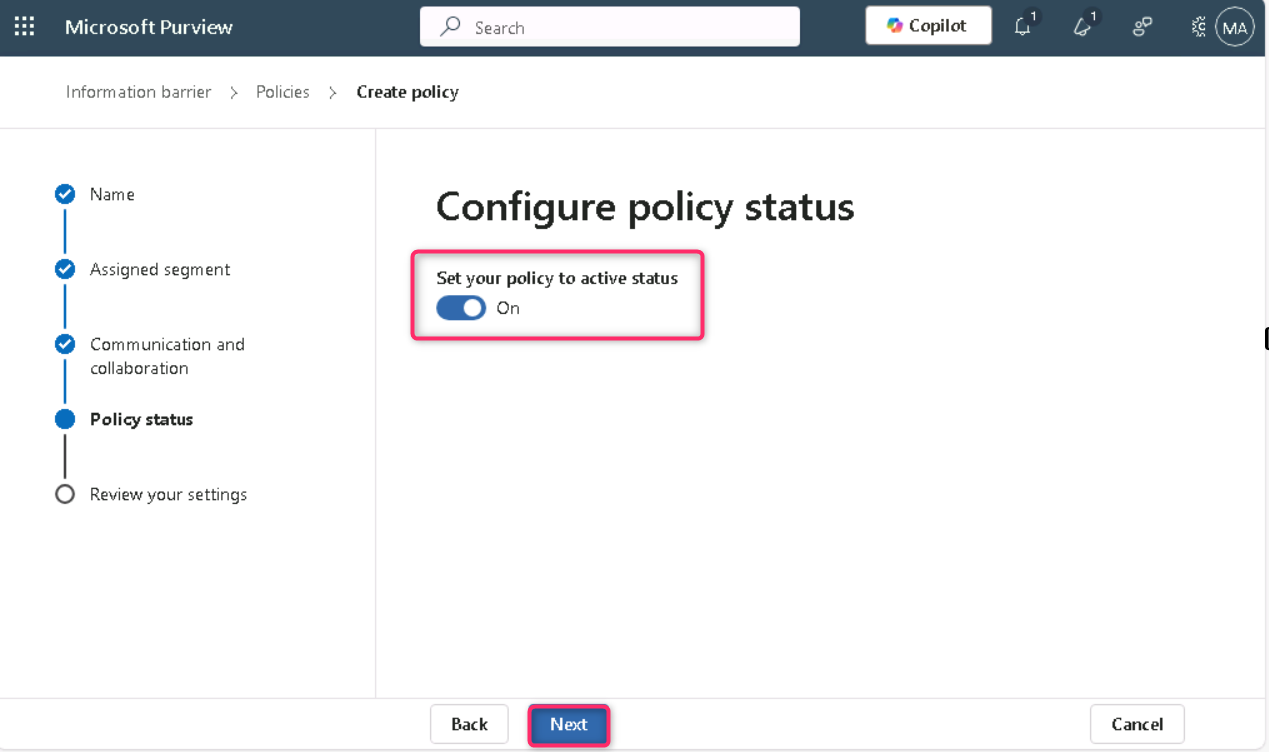 Microsoft Purview
Search
Copilot
1
1
MA
Information barrier > Policies > Create policy
Name
Assigned segment
Communication and
collaboration
Policy status
Review your settings
Configure policy status
Set your policy to active status
On
Back
Next
Cancel